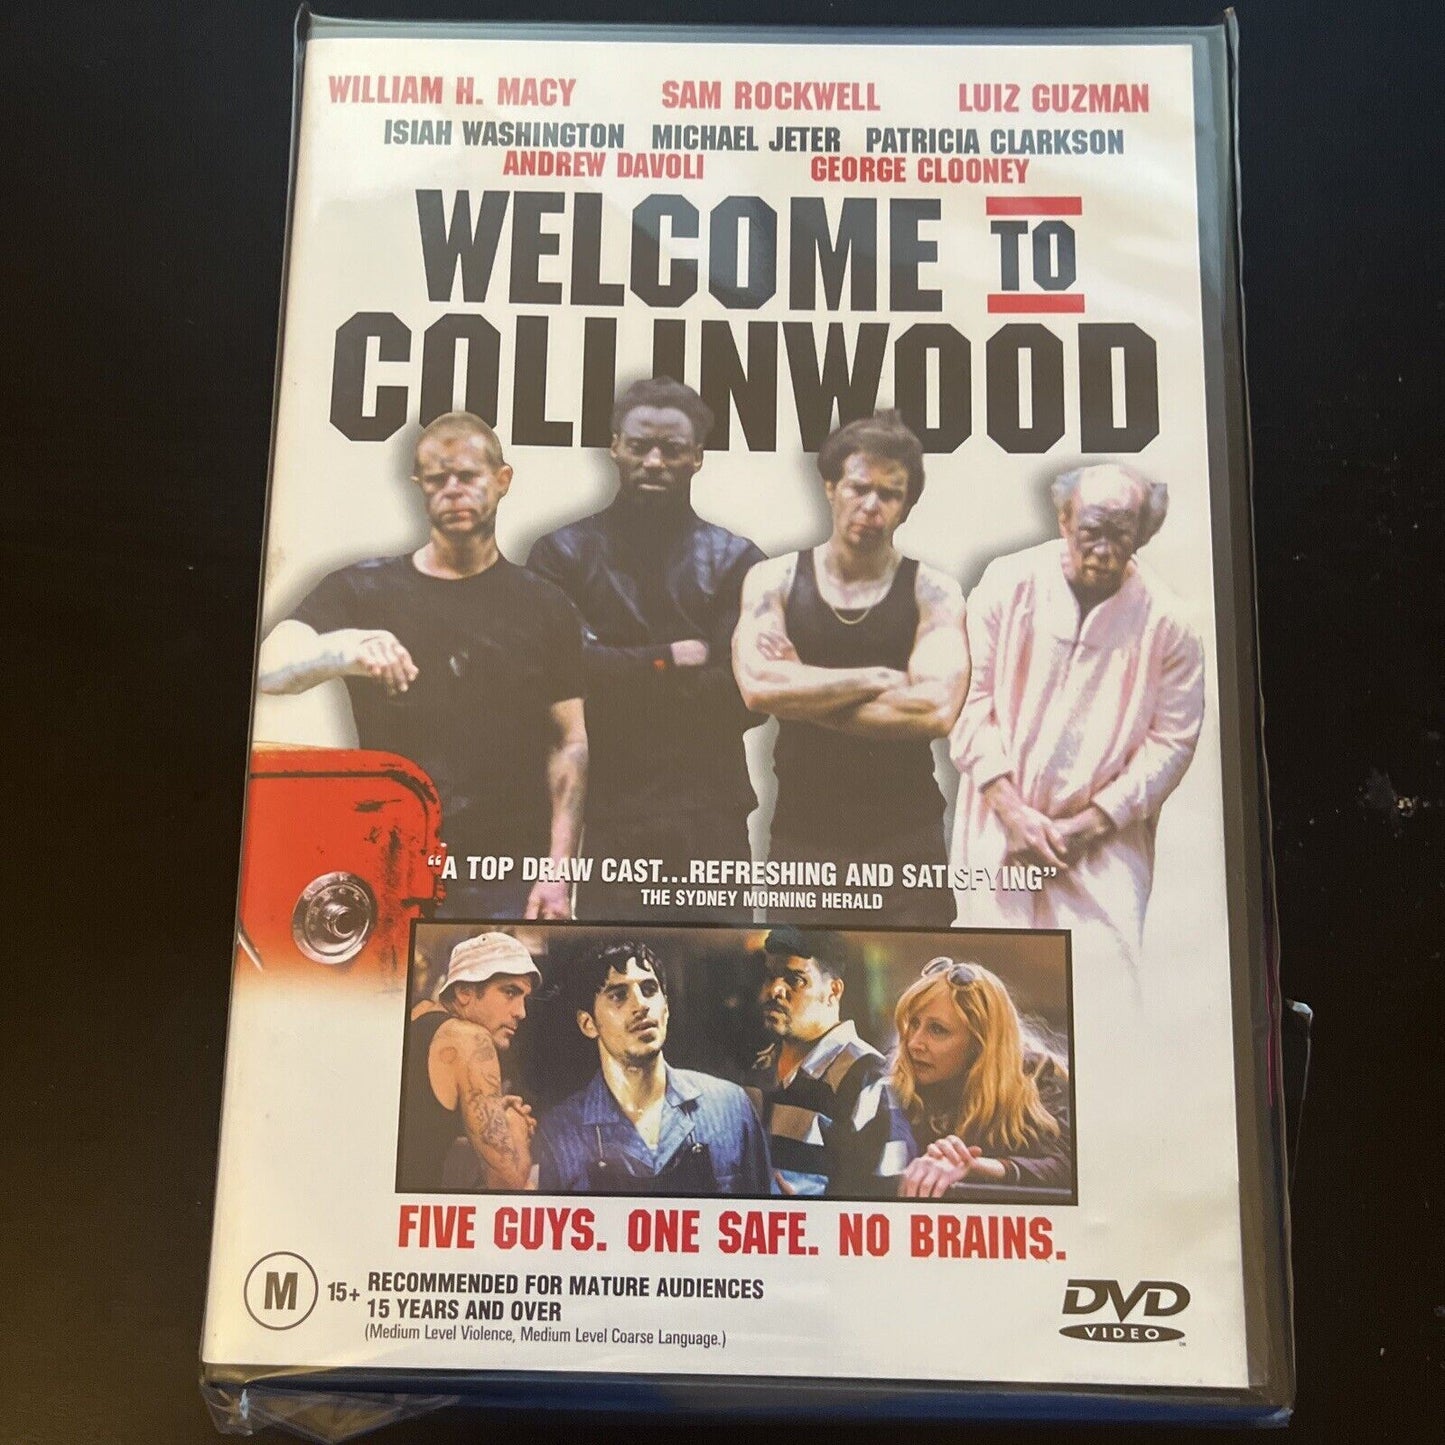 WILLIAM H. MACY SAM ROCKWELL LUIZ GUZMAN
ISIAH WASHINGTON MICHAEL JETER PATRICIA CLARKSON
ANDREW DAVOLI GEORGE CLOONEY
WELCOME TO
COLLINWOOD
“A TOP DRAW CAST...REFRESHING AND SATISFYING”
THE SYDNEY MORNING HERALD
FIVE GUYS. ONE SAFE. NO BRAINS.
M 15+ RECOMMENDED FOR MATURE AUDIENCES
15 YEARS AND OVER
(Medium Level Violence, Medium Level Coarse Language.)
DVD
VIDEO